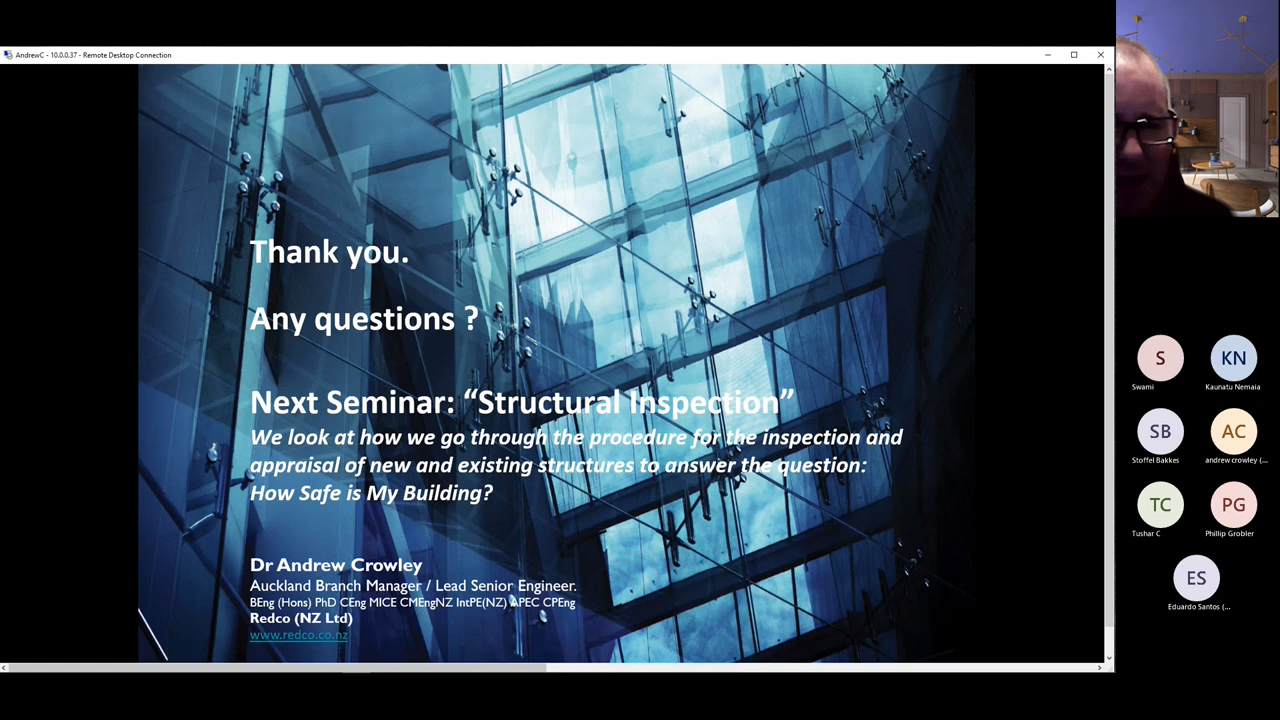 AndrewC - 10.0.0.37 - Remote Desktop Connection
Thank you.
Any questions ?
Next Seminar: “Structural Inspection”
We look at how we go through the procedure for the inspection and
appraisal of new and existing structures to answer the question:
How Safe is My Building?
Dr Andrew Crowley
Auckland Branch Manager / Lead Senior Engineer.
BEng (Hons) PhD CEng MICE CMEngNZ IntPE(NZ) APEC CPEng
Redco (NZ Ltd)
www.redco.co.nz
S
Swami
KN
Kaunatu Nemaia
SB
Stoffel Bakkes
AC
andrew crowley (...
TC
Tushar C
PG
Phillip Grobler
ES
Eduardo Santos (...